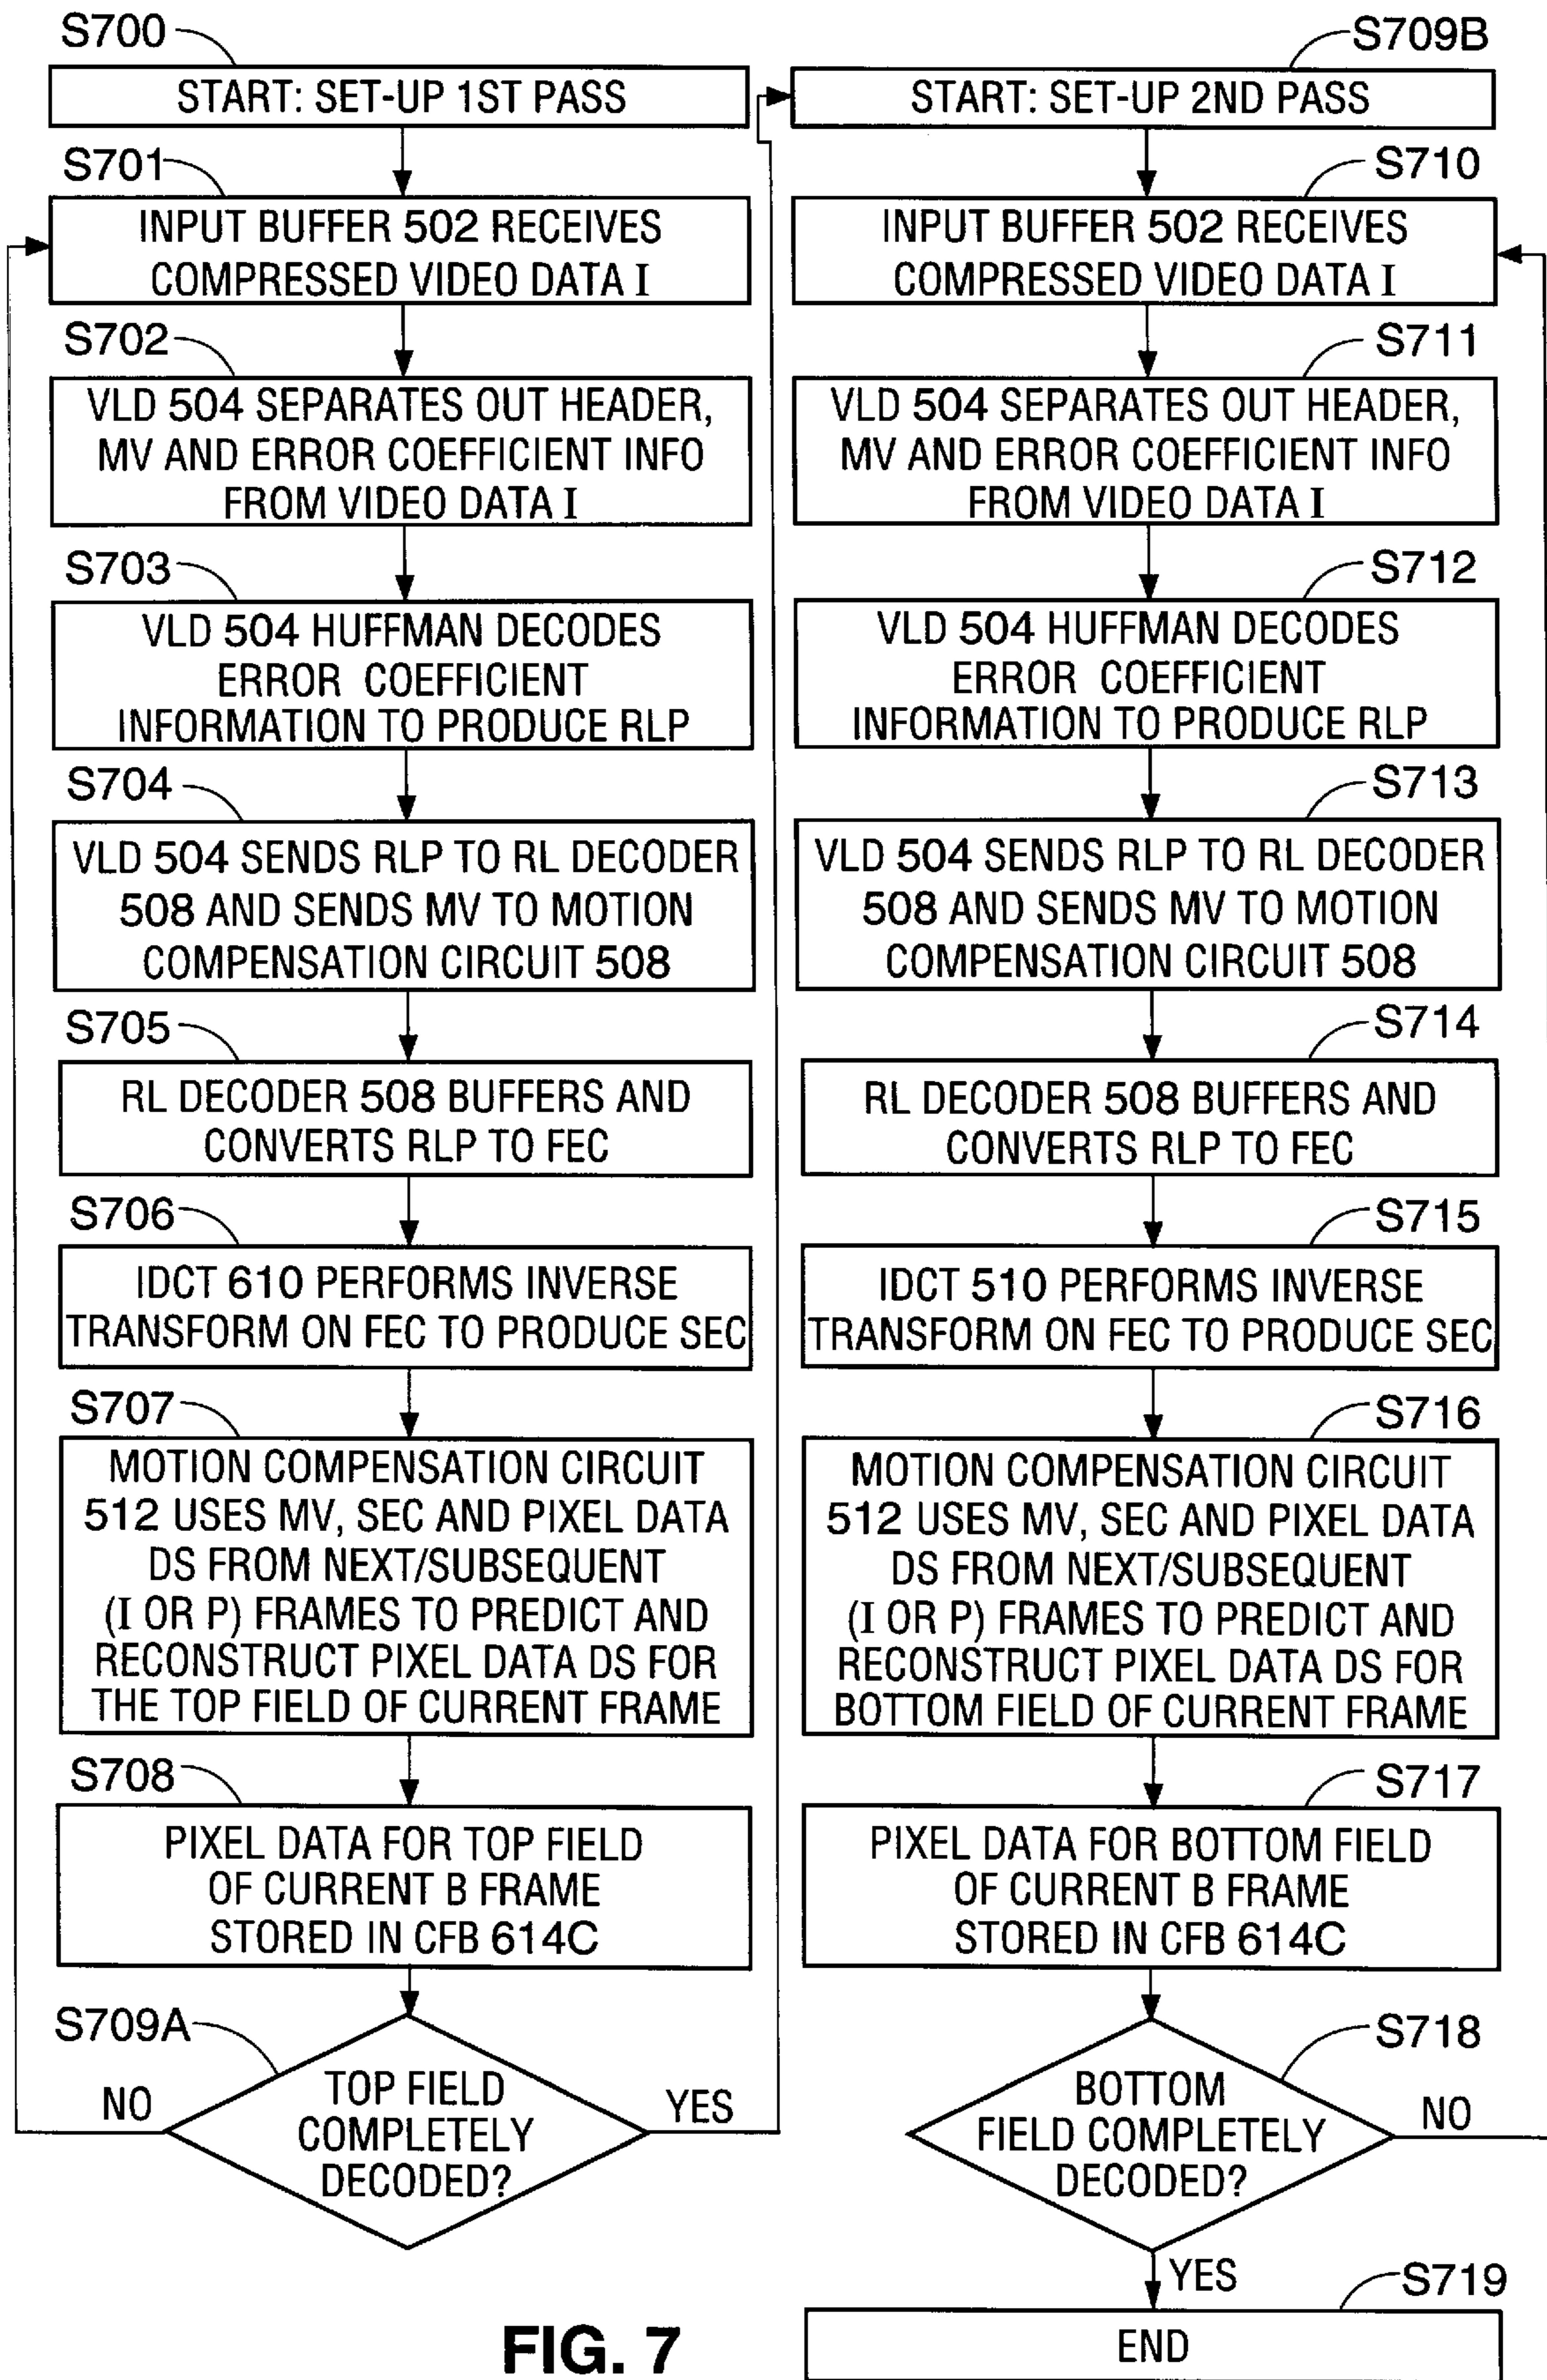 S700
START: SET-UP 1ST PASS
S701
INPUT BUFFER 502 RECEIVES
COMPRESSED VIDEO DATA I
S702
VLD 504 SEPARATES OUT HEADER,
MV AND ERROR COEFFICIENT INFO
FROM VIDEO DATA I
S703
VLD 504 HUFFMAN DECODES
ERROR COEFFICIENT
INFORMATION TO PRODUCE RLP
S704
VLD 504 SENDS RLP TO RL DECODER
508 AND SENDS MV TO MOTION
COMPENSATION CIRCUIT 508
S705
RL DECODER 508 BUFFERS AND
CONVERTS RLP TO FEC
S706
IDCT 610 PERFORMS INVERSE
TRANSFORM ON FEC TO PRODUCE SEC
S707
MOTION COMPENSATION CIRCUIT
512 USES MV, SEC AND PIXEL DATA
DS FROM NEXT/SUBSEQUENT
(I OR P) FRAMES TO PREDICT AND
RECONSTRUCT PIXEL DATA DS FOR
THE TOP FIELD OF CURRENT FRAME
S708
PIXEL DATA FOR TOP FIELD
OF CURRENT B FRAME
STORED IN CFB 614C
S709A
TOP FIELD
COMPLETELY
DECODED?
NO
YES
S709B
START: SET-UP 2ND PASS
S710
INPUT BUFFER 502 RECEIVES
COMPRESSED VIDEO DATA I
S711
VLD 504 SEPARATES OUT HEADER,
MV AND ERROR COEFFICIENT INFO
FROM VIDEO DATA I
S712
VLD 504 HUFFMAN DECODES
ERROR COEFFICIENT
INFORMATION TO PRODUCE RLP
S713
VLD 504 SENDS RLP TO RL DECODER
508 AND SENDS MV TO MOTION
COMPENSATION CIRCUIT 508
S714
RL DECODER 508 BUFFERS AND
CONVERTS RLP TO FEC
S715
IDCT 510 PERFORMS INVERSE
TRANSFORM ON FEC TO PRODUCE SEC
S716
MOTION COMPENSATION CIRCUIT
512 USES MV, SEC AND PIXEL DATA
DS FROM NEXT/SUBSEQUENT
(I OR P) FRAMES TO PREDICT AND
RECONSTRUCT PIXEL DATA DS FOR
BOTTOM FIELD OF CURRENT FRAME
S717
PIXEL DATA FOR BOTTOM FIELD
OF CURRENT B FRAME
STORED IN CFB 614C
S718
BOTTOM
FIELD COMPLETELY
DECODED?
NO
YES
S719
END
FIG. 7